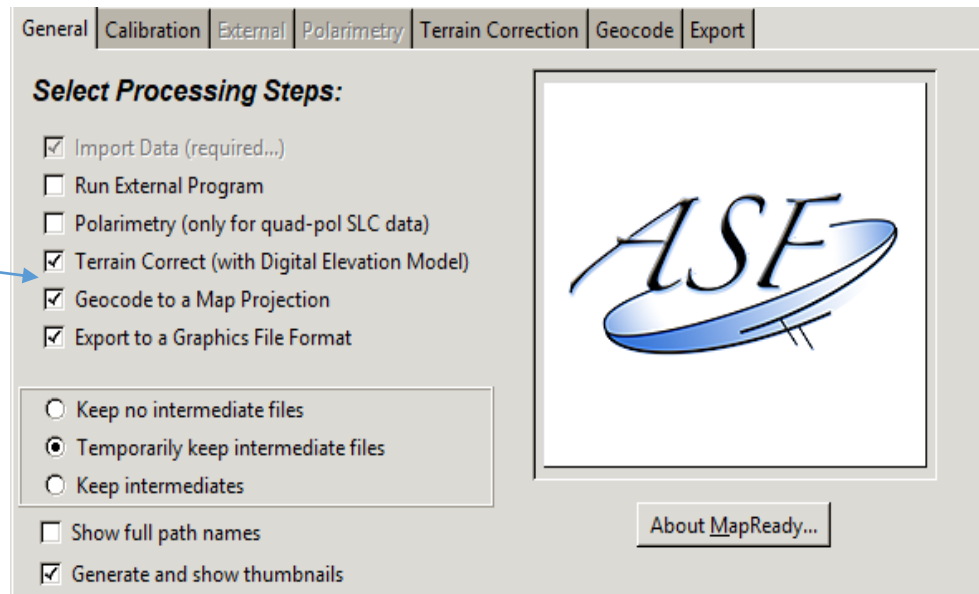 General Calibration External Polarimetry Terrain Correction Geocode Export
Select Processing Steps:
Import Data (required...)
Run External Program
Polarimetry (only for quad-pol SLC data)
Terrain Correct (with Digital Elevation Model)
Geocode to a Map Projection
Export to a Graphics File Format
Keep no intermediate files
Temporarily keep intermediate files
Keep intermediates
Show full path names
Generate and show thumbnails
ASF
About MapReady...